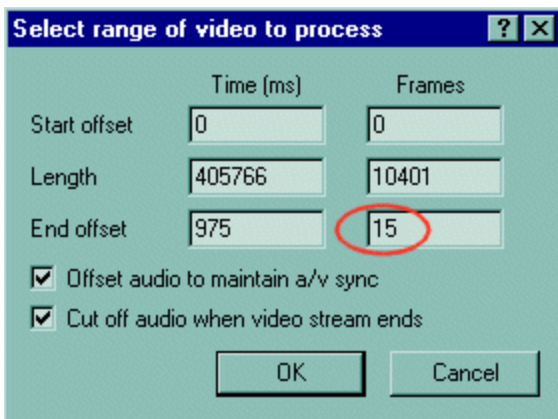 Select range of video to process ? X
Time (ms) Frames
Start offset 0 0
Length 405766 10401
End offset 975 15
Offset audio to maintain a/v sync
Cut off audio when video stream ends
OK Cancel